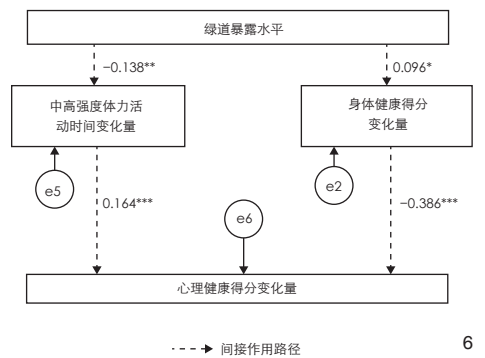 绿道暴露水平
−0.138**
0.096*
中高强度体力活
动时间变化量
身体健康得分
变化量
e5
e2
0.164***
e6
−0.386***
心理健康得分变化量
间接作用路径
6